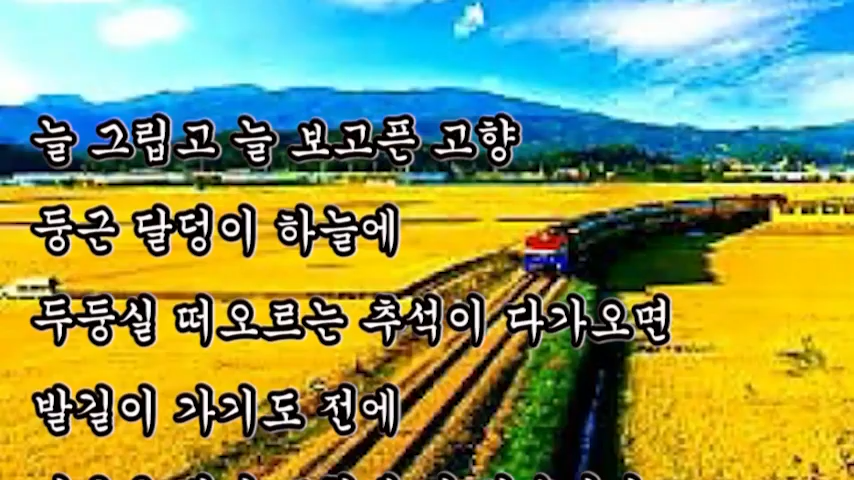 늘 그립고 늘 보고픈 고향
둥근 달덩이 하늘에
두둥실 떠오르는 추석이 다가오면
발길이 가기도 전에